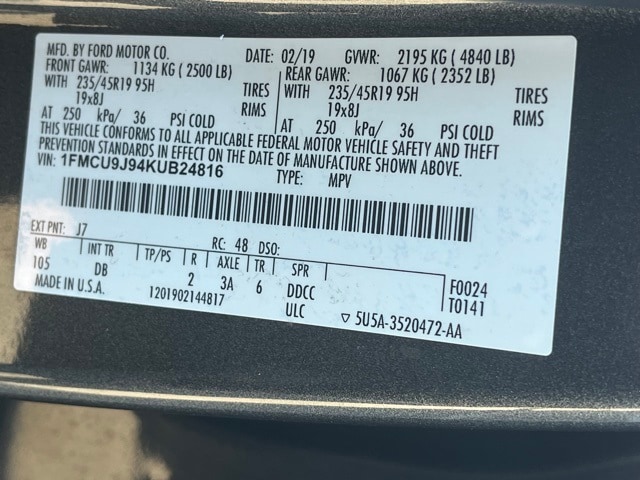 MFD. BY FORD MOTOR CO. DATE: 02/19 GVWR: 2195 KG ( 4840 LB)
FRONT GAWR: 1134 KG ( 2500 LB) REAR GAWR: 1067 KG ( 2352 LB)
WITH 235/45R19 95H TIRES WITH 235/45R19 95H TIRES
19x8J RIMS 19x8J RIMS
AT 250 kPa/ 36 PSI COLD AT 250 kPa/ 36 PSI COLD
THIS VEHICLE CONFORMS TO ALL APPLICABLE FEDERAL MOTOR VEHICLE SAFETY AND THEFT
PREVENTION STANDARDS IN EFFECT ON THE DATE OF MANUFACTURE SHOWN ABOVE.
VIN: 1FMCU9J94KUB24816 TYPE: MPV
EXT PNT: J7 RC: 48 DSO:
WB INT TR TP/PS R AXLE TR SPR F0024
105 DB 2 3A 6 DDCC T0141
MADE IN U.S.A. 1201902144817 ULC ▽ 5U5A-3520472-AA